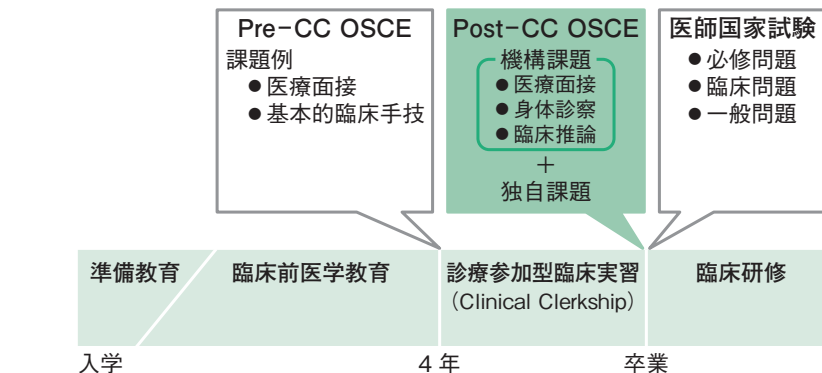 Pre-CC OSCE
課題例
●医療面接
●基本的臨床手技
Post-CC OSCE
機構課題
●医療面接
●身体診察
●臨床推論
＋
独自課題
医師国家試験
●必修問題
●臨床問題
●一般問題
準備教育
臨床前医学教育
診療参加型臨床実習
（Clinical Clerkship）
臨床研修
入学
4 年
卒業